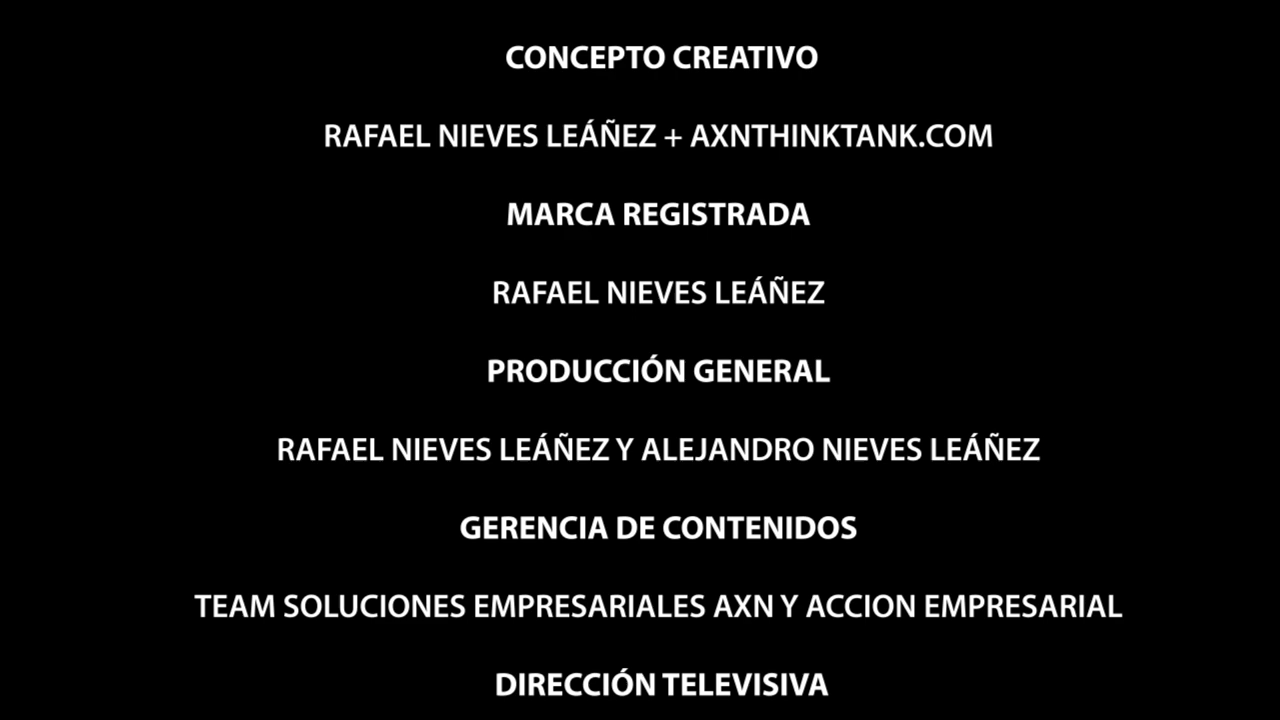 CONCEPTO CREATIVO
RAFAEL NIEVES LEÁÑEZ + AXNTHINKTANK.COM
MARCA REGISTRADA
RAFAEL NIEVES LEÁÑEZ
PRODUCCIÓN GENERAL
RAFAEL NIEVES LEÁÑEZ Y ALEJANDRO NIEVES LEÁÑEZ
GERENCIA DE CONTENIDOS
TEAM SOLUCIONES EMPRESARIALES AXN Y ACCION EMPRESARIAL
DIRECCIÓN TELEVISIVA